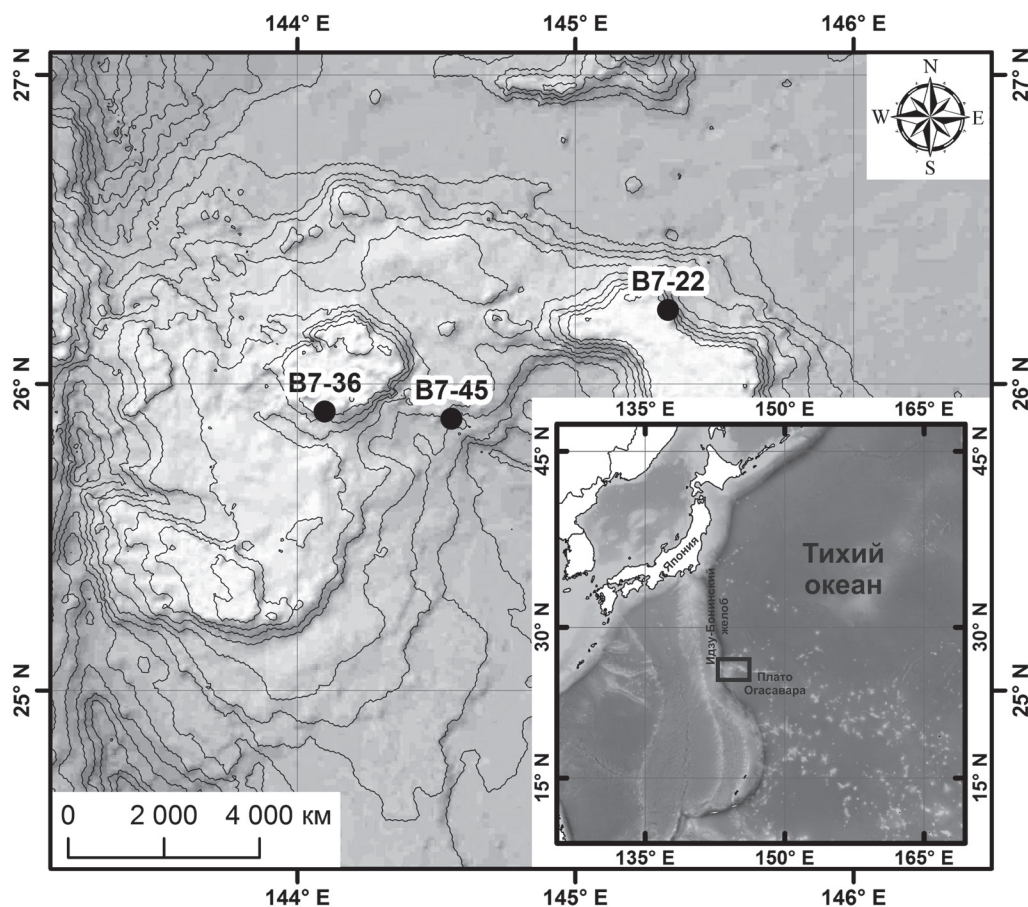 144° E
145° E
146° E
27° N
27° N
N
W
E
S
B7-22
B7-36
B7-45
26° N
26° N
135° E
150° E
165° E
45° N
45° N
Япония
Тихий
океан
Идзу-Бонинский
желоб
30° N
30° N
Плато
Огасавара
25° N
25° N
15° N
15° N
0
2 000
4 000 км
135° E
150° E
165° E
144° E
145° E
146° E